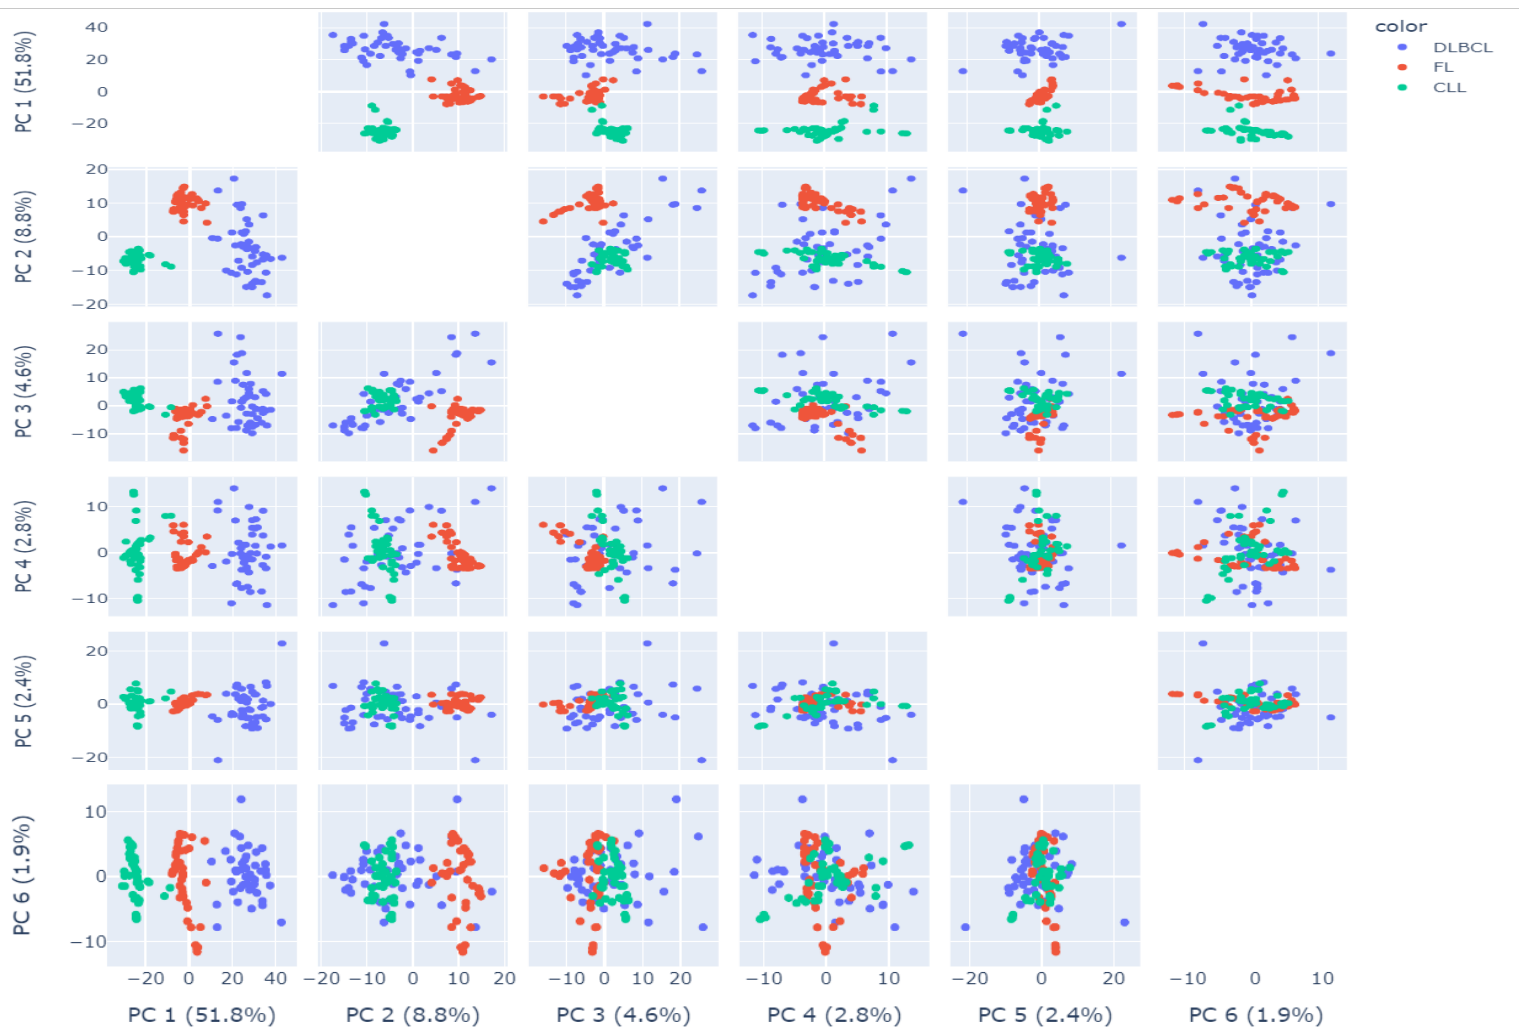 color
DLBCL
FL
CLL
PC 1 (51.8%)
40
20
0
−20
PC 2 (8.8%)
20
10
0
−10
−20
PC 3 (4.6%)
20
10
0
−10
PC 4 (2.8%)
10
0
−10
PC 5 (2.4%)
20
0
−20
PC 6 (1.9%)
10
0
−10
−20 0 20 40 −20 −10 0 10 20 −10 0 10 20 30 −10 0 10 −20 0 20 −10 0 10
PC 1 (51.8%) PC 2 (8.8%) PC 3 (4.6%) PC 4 (2.8%) PC 5 (2.4%) PC 6 (1.9%)